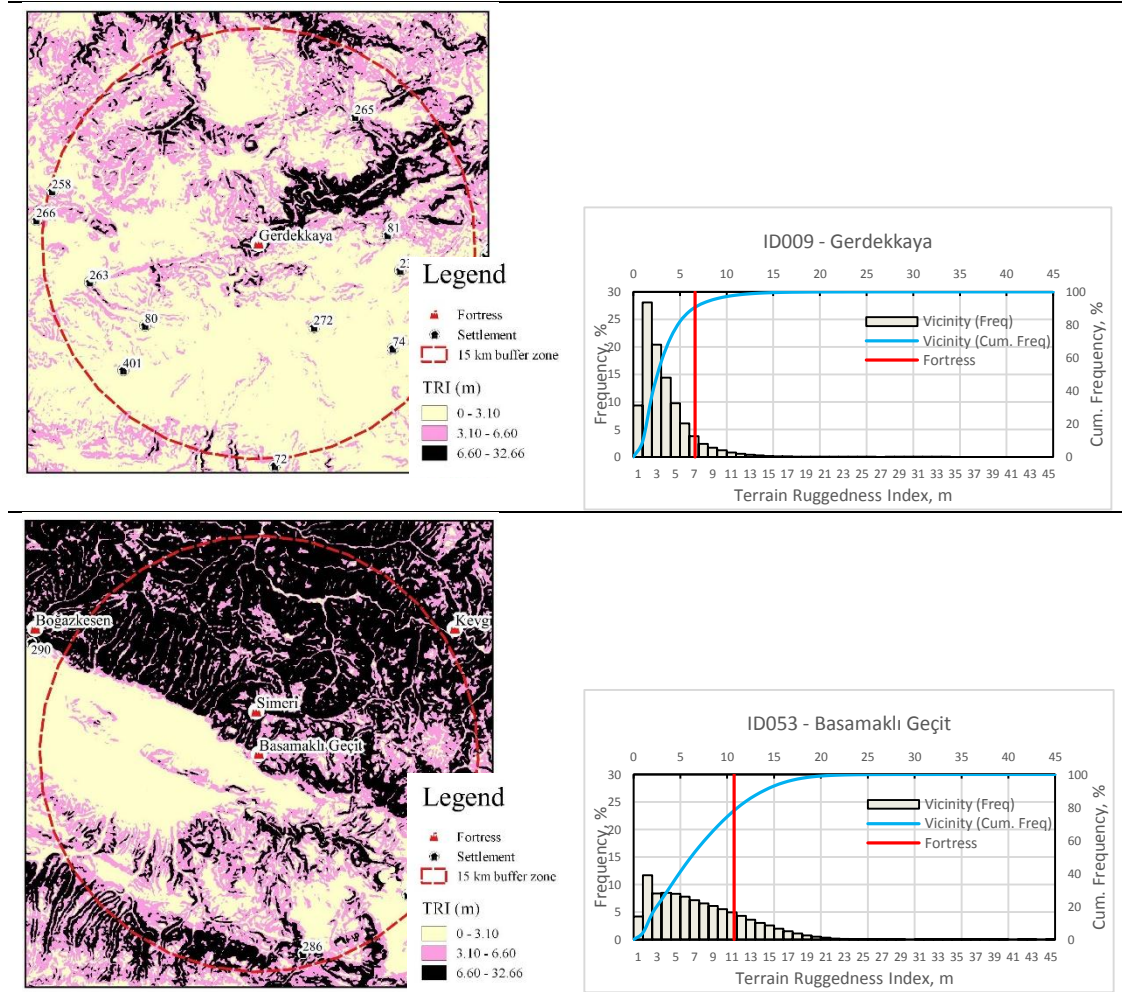 265
258
266
Gerdekkaya
81
263
80
272
74
401
72
Legend
Fortress
Settlement
15 km buffer zone
TRI (m)
0 - 3.10
3.10 - 6.60
6.60 - 32.66
ID009 - Gerdekkaya
0 5 10 15 20 25 30 35 40 45
30
25
20
15
10
5
0
Frequency, %
Vicinity (Freq)
Vicinity (Cum. Freq)
Fortress
100
80
60
40
20
0
Cum. Frequency, %
1 3 5 7 9 11 13 15 17 19 21 23 25 27 29 31 33 35 37 39 41 43 45
Terrain Ruggedness Index, m
Boğazkesen
Kevg
290
Simeri
Basamaklı Geçit
286
Legend
Fortress
Settlement
15 km buffer zone
TRI (m)
0 - 3.10
3.10 - 6.60
6.60 - 32.66
ID053 - Basamaklı Geçit
0 5 10 15 20 25 30 35 40 45
30
25
20
15
10
5
0
Frequency, %
Vicinity (Freq)
Vicinity (Cum. Freq)
Fortress
100
80
60
40
20
0
Cum. Frequency, %
1 3 5 7 9 11 13 15 17 19 21 23 25 27 29 31 33 35 37 39 41 43 45
Terrain Ruggedness Index, m